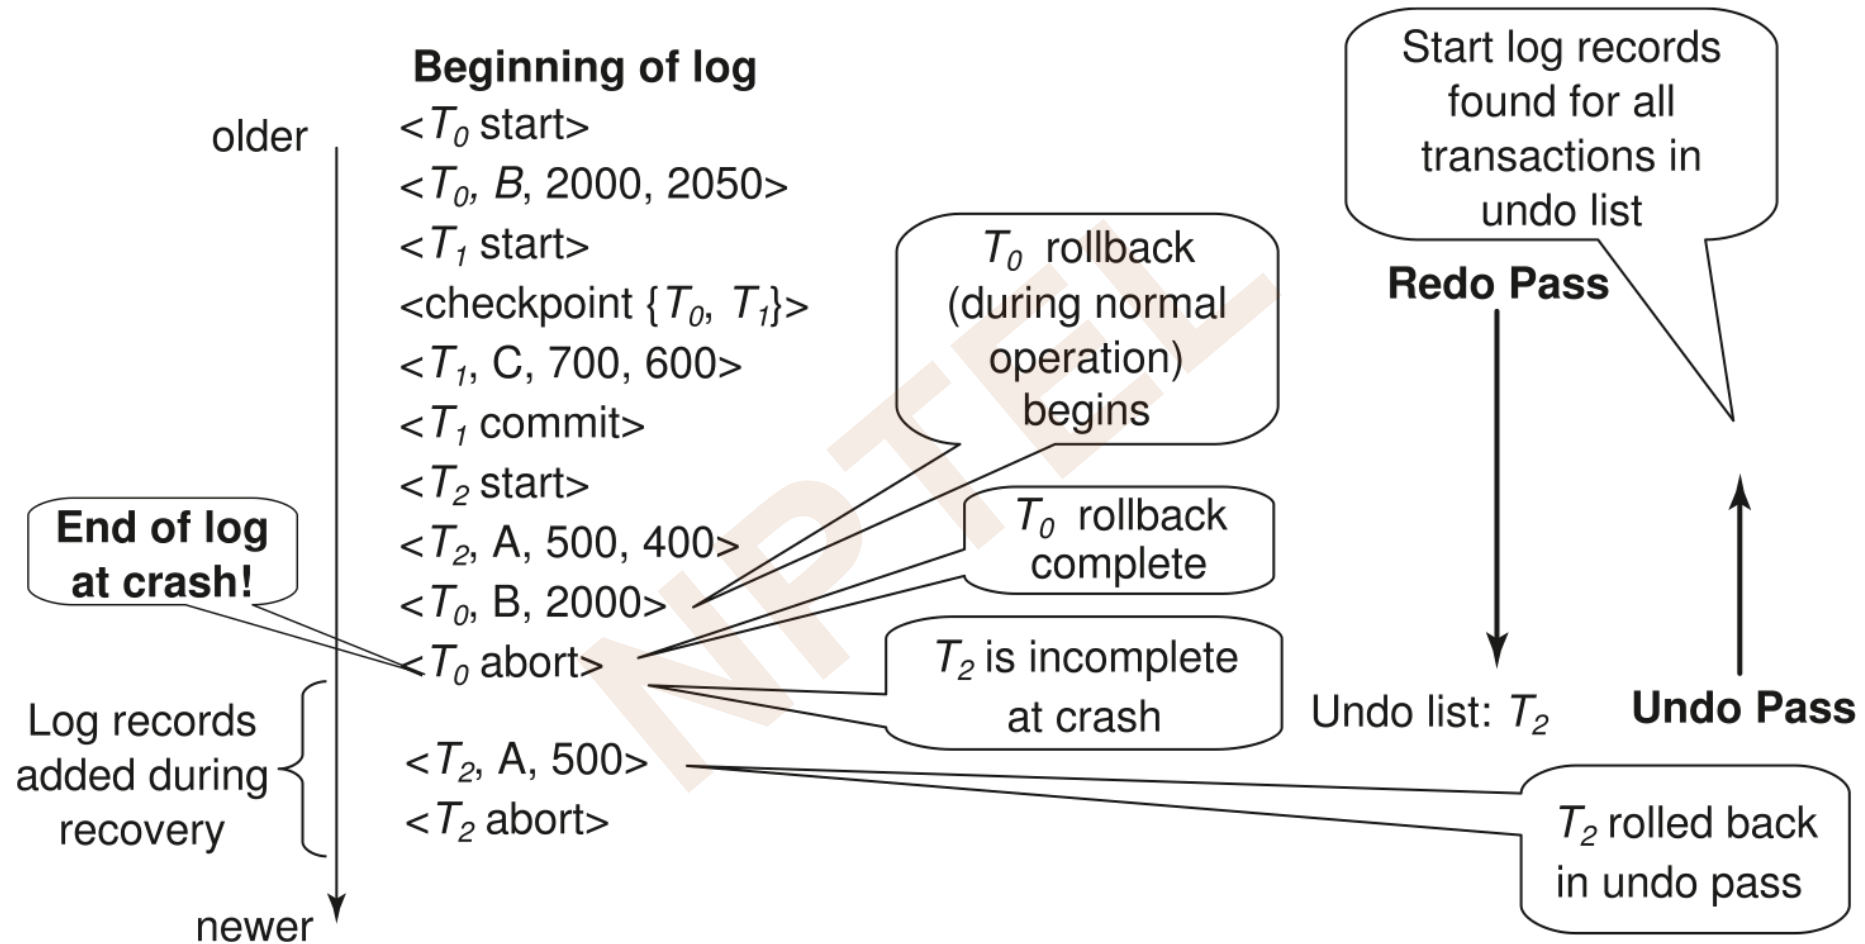 Beginning of log
older
<T0 start>
<T0, B, 2000, 2050>
<T1 start>
<checkpoint {T0, T1}>
<T1, C, 700, 600>
<T1 commit>
<T2 start>
<T2, A, 500, 400>
<T0, B, 2000>
<T0 abort>
<T2, A, 500>
<T2 abort>
newer
End of log
at crash!
Log records
added during
recovery
T0 rollback
(during normal
operation)
begins
T0 rollback
complete
T2 is incomplete
at crash
Start log records
found for all
transactions in
undo list
Redo Pass
Undo list: T2
Undo Pass
T2 rolled back
in undo pass
NPTEL